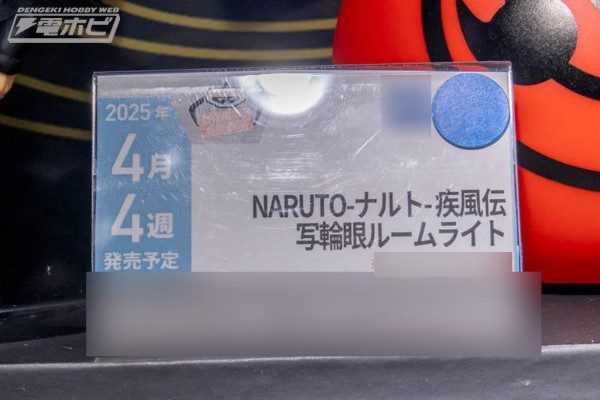 DENGEKI HOBBY WEB
電ホビ
2025年
4月
4週
発売予定
NARUTO-ナルト- 疾風伝
写輪眼ルームライト